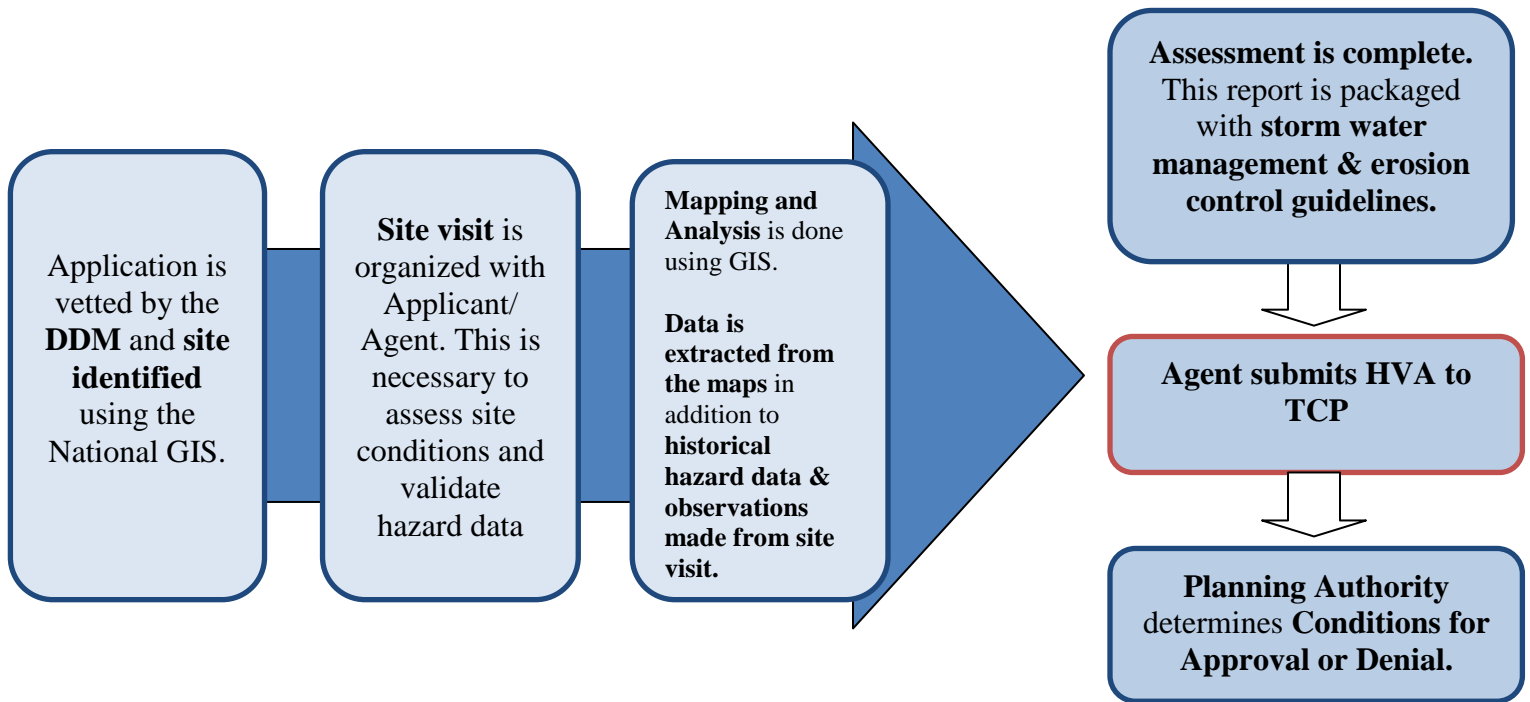 Application is
vetted by the
DDM and site
identified
using the
National GIS.
Site visit is
organized with
Applicant/
Agent. This is
necessary to
assess site
conditions and
validate
hazard data
Mapping and
Analysis is done
using GIS.
Data is
extracted from
the maps in
addition to
historical
hazard data &
observations
made from site
visit.
Assessment is complete.
This report is packaged
with storm water
management & erosion
control guidelines.
Agent submits HVA to
TCP
Planning Authority
determines Conditions for
Approval or Denial.